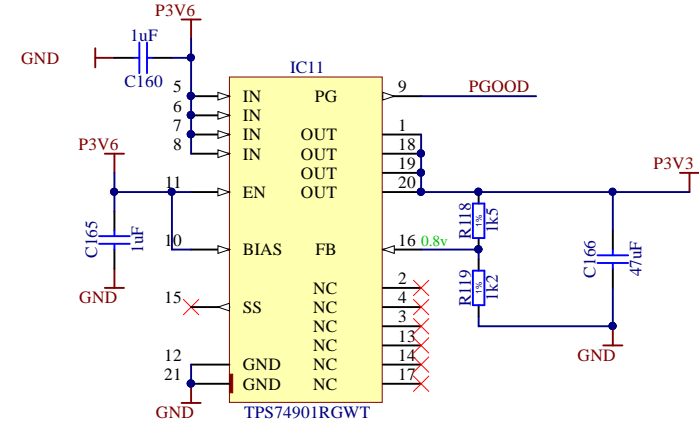 P3V6
1uF
GND
C160
IC11
5 IN PG 9 PGOOD
6 IN
7 IN OUT 1
8 IN OUT 18
OUT 19
P3V6
11 EN OUT 20
P3V3
R118
1%
1k5
C165
1uF
10 BIAS FB 16 0.8v
C166
47uF
R119
1%
1k2
GND
NC 2
15 SS NC 4
NC 3
NC 13
12 GND NC 14
21 GND NC 17
GND
GND
TPS74901RGWT